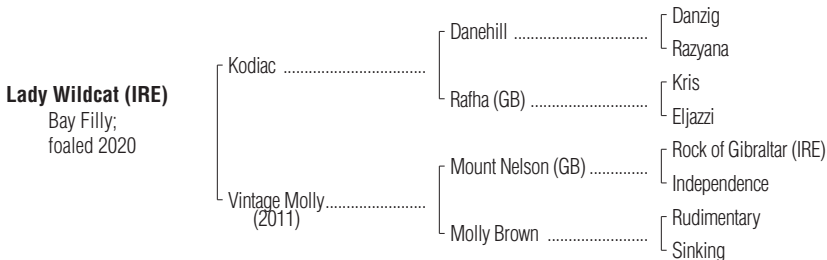 Danzig
Danehill ................................
Razyana
Kodiac ..................................
Kris
Rafha (GB) ............................
Eljazzi
Lady Wildcat (IRE)
Bay Filly;
foaled 2020
Rock of Gibraltar (IRE)
Mount Nelson (GB) ..............
Independence
Vintage Molly........................
(2011)
Rudimentary
Molly Brown ........................
Sinking